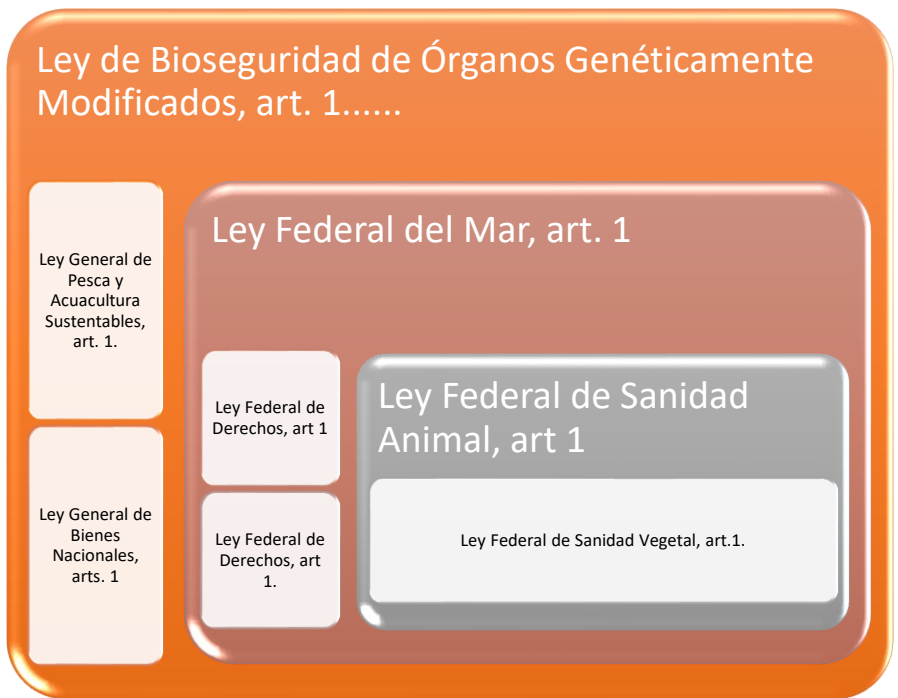 Ley de Bioseguridad de Órganos Genéticamente
Modificados, art. 1......
Ley General de
Pesca y
Acuacultura
Sustentables,
art. 1.
Ley General de
Bienes
Nacionales,
arts. 1
Ley Federal del Mar, art. 1
Ley Federal de
Derechos, art 1
Ley Federal de
Derechos, art
1.
Ley Federal de Sanidad
Animal, art 1
Ley Federal de Sanidad Vegetal, art.1.